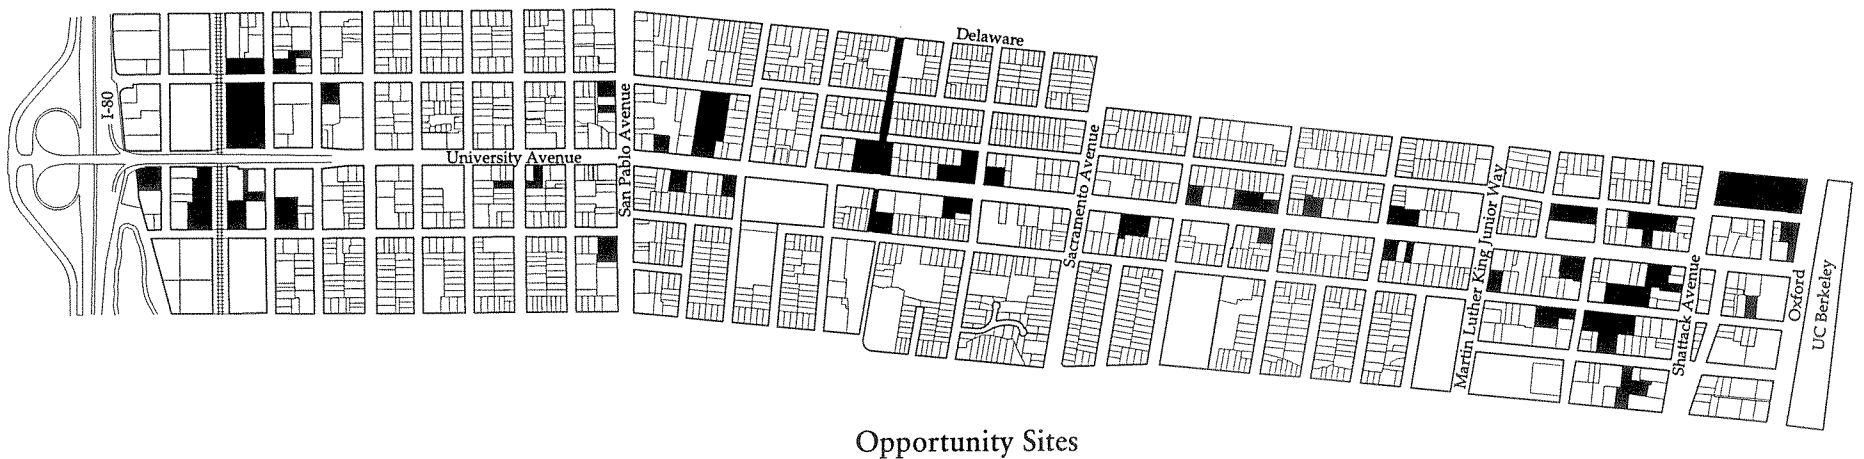 Delaware
I-80
University Avenue
San Pablo Avenue
Sacramento Avenue
Martin Luther King Junior Way
Shattack Avenue
Oxford
UC Berkeley
Opportunity Sites